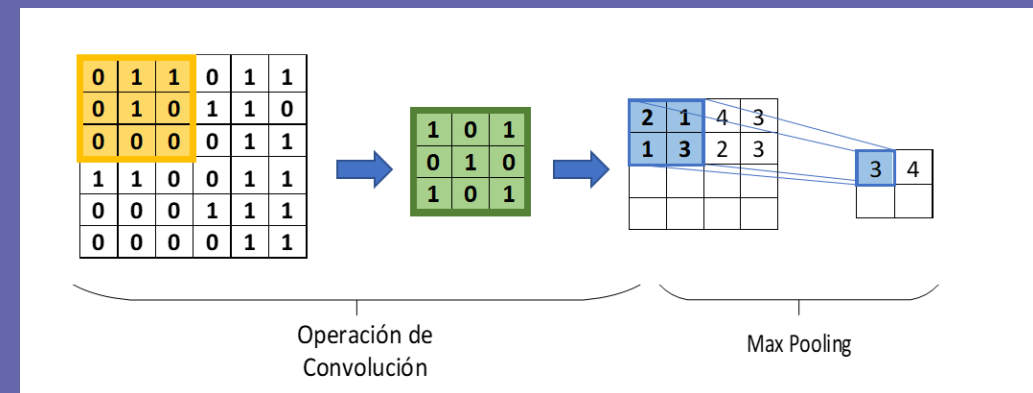 0 1 1 0 1 1
0 1 0 1 1 0
0 0 0 0 1 1
1 1 0 0 1 1
0 0 0 1 1 1
0 0 0 0 1 1
1 0 1
0 1 0
1 0 1
2 1 4 3
1 3 2 3
3 4
Operación de
Convolución
Max Pooling